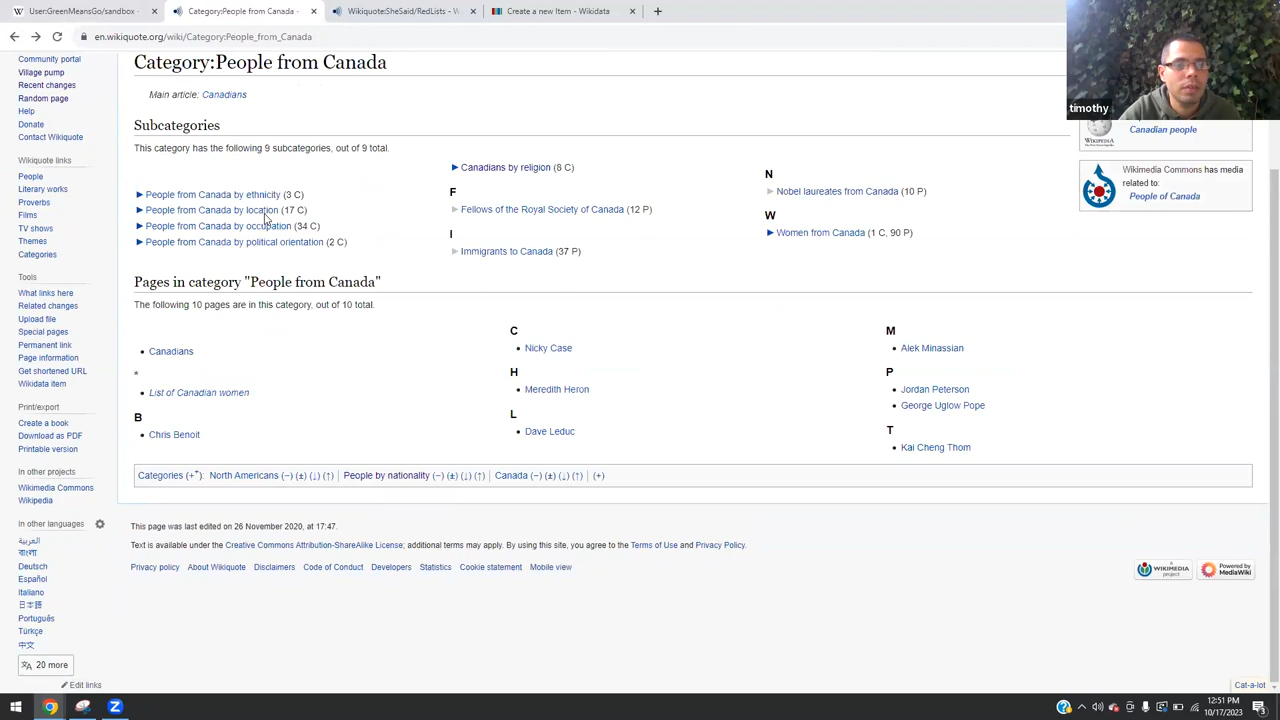 User:GreenMeansGo/sandbox -
Category:People from Canada -
Wikiquote:SheSaid/RedLists - W
Create a new Item - Wikidata
en.wikiquote.org/wiki/Category:People_from_Canada
timothy
Community portal
Village pump
Recent changes
Random page
Help
Donate
Contact Wikiquote
Wikiquote links
People
Literary works
Proverbs
Films
TV shows
Themes
Categories
Tools
What links here
Related changes
Upload file
Special pages
Permanent link
Page information
Get shortened URL
Wikidata item
Print/export
Create a book
Download as PDF
Printable version
In other projects
Wikimedia Commons
Wikipedia
In other languages
العربية
বাংলা
Deutsch
Español
Italiano
日本語
Português
Türkçe
中文
20 more
Edit links
Category:People from Canada
Main article: Canadians
Subcategories
This category has the following 9 subcategories, out of 9 total.
People from Canada by ethnicity (3 C)
People from Canada by location (17 C)
People from Canada by occupation (34 C)
People from Canada by political orientation (2 C)
Canadians by religion (8 C)
F
Fellows of the Royal Society of Canada (12 P)
I
Immigrants to Canada (37 P)
N
Nobel laureates from Canada (10 P)
W
Women from Canada (1 C, 90 P)
WIKIPEDIA
Canadian people
Wikimedia Commons has media
related to:
People of Canada
Pages in category "People from Canada"
The following 10 pages are in this category, out of 10 total.
Canadians
*
List of Canadian women
B
Chris Benoit
C
Nicky Case
H
Meredith Heron
L
Dave Leduc
M
Alek Minassian
P
Jordan Peterson
George Uglow Pope
T
Kai Cheng Thom
Categories (++): North Americans (−) (±) (↓) (↑) | People by nationality (−) (±) (↓) (↑) | Canada (−) (±) (↓) (↑) | (+)
This page was last edited on 26 November 2020, at 17:47.
Text is available under the Creative Commons Attribution-ShareAlike License; additional terms may apply. By using this site, you agree to the Terms of Use and Privacy Policy.
Privacy policy About Wikiquote Disclaimers Code of Conduct Developers Statistics Cookie statement Mobile view
WIKIMEDIA
project
Powered by
MediaWiki
Cat-a-lot
12:51 PM
10/17/2023